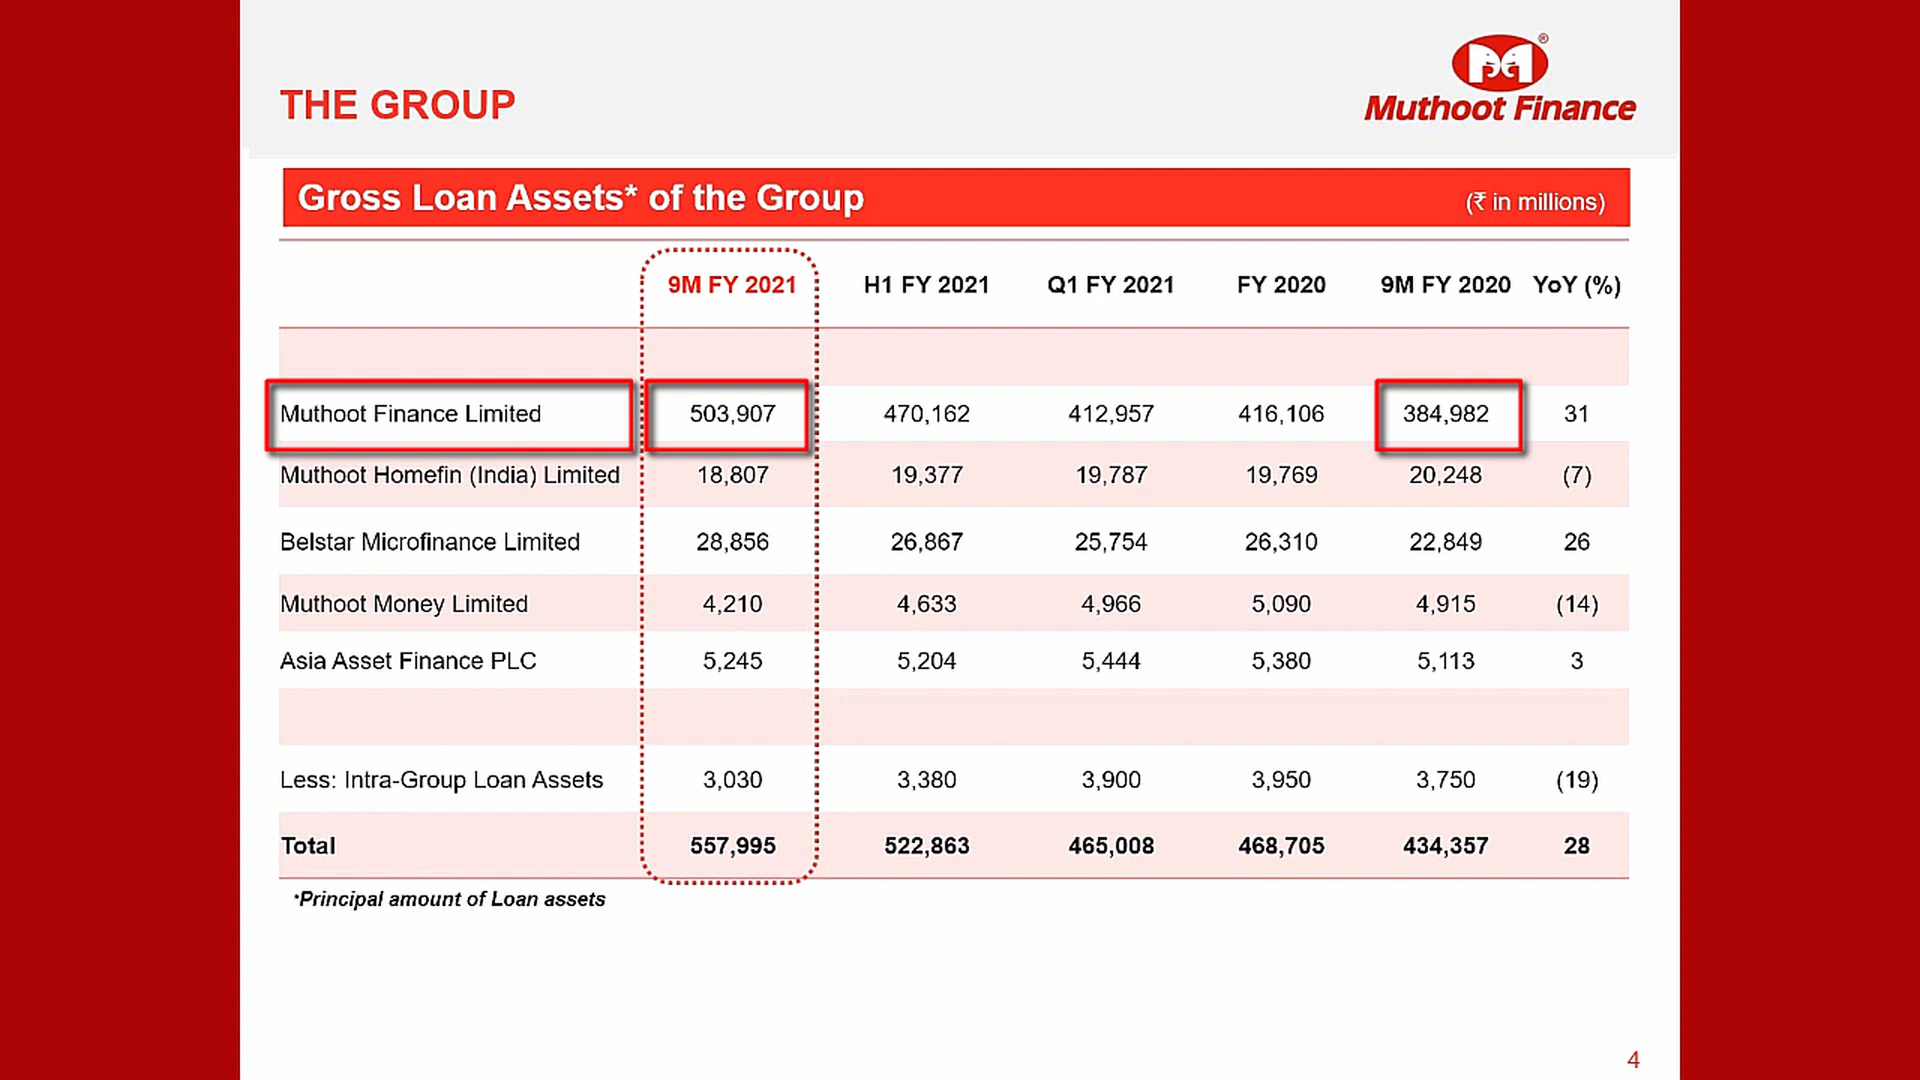 THE GROUP
Muthoot Finance
®
Gross Loan Assets* of the Group (₹ in millions)
9M FY 2021 H1 FY 2021 Q1 FY 2021 FY 2020 9M FY 2020 YoY (%)
Muthoot Finance Limited 503,907 470,162 412,957 416,106 384,982 31
Muthoot Homefin (India) Limited 18,807 19,377 19,787 19,769 20,248 (7)
Belstar Microfinance Limited 28,856 26,867 25,754 26,310 22,849 26
Muthoot Money Limited 4,210 4,633 4,966 5,090 4,915 (14)
Asia Asset Finance PLC 5,245 5,204 5,444 5,380 5,113 3
Less: Intra-Group Loan Assets 3,030 3,380 3,900 3,950 3,750 (19)
Total 557,995 522,863 465,008 468,705 434,357 28
*Principal amount of Loan assets
4